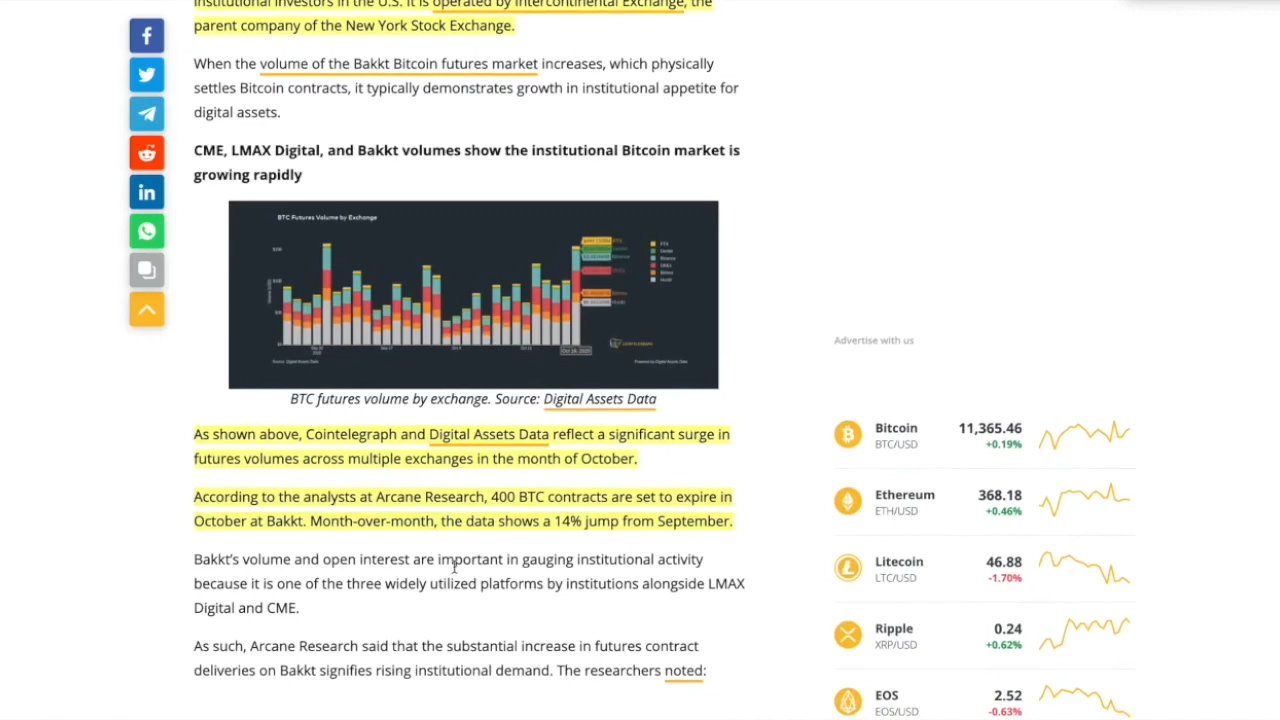 institutional investors in the U.S. It is operated by Intercontinental Exchange, the
parent company of the New York Stock Exchange.
When the volume of the Bakkt Bitcoin futures market increases, which physically
settles Bitcoin contracts, it typically demonstrates growth in institutional appetite for
digital assets.
CME, LMAX Digital, and Bakkt volumes show the institutional Bitcoin market is
growing rapidly
BTC Futures Volume by Exchange
Source: Digital Assets Data
Powered by Digital Assets Data
BTC futures volume by exchange. Source: Digital Assets Data
As shown above, Cointelegraph and Digital Assets Data reflect a significant surge in
futures volumes across multiple exchanges in the month of October.
According to the analysts at Arcane Research, 400 BTC contracts are set to expire in
October at Bakkt. Month-over-month, the data shows a 14% jump from September.
Bakkt's volume and open interest are important in gauging institutional activity
because it is one of the three widely utilized platforms by institutions alongside LMAX
Digital and CME.
As such, Arcane Research said that the substantial increase in futures contract
deliveries on Bakkt signifies rising institutional demand. The researchers noted:
Advertise with us
Bitcoin 11,365.46
BTC/USD +0.19%
Ethereum 368.18
ETH/USD +0.46%
Litecoin 46.88
LTC/USD -1.70%
Ripple 0.24
XRP/USD +0.62%
EOS 2.52
EOS/USD -0.63%